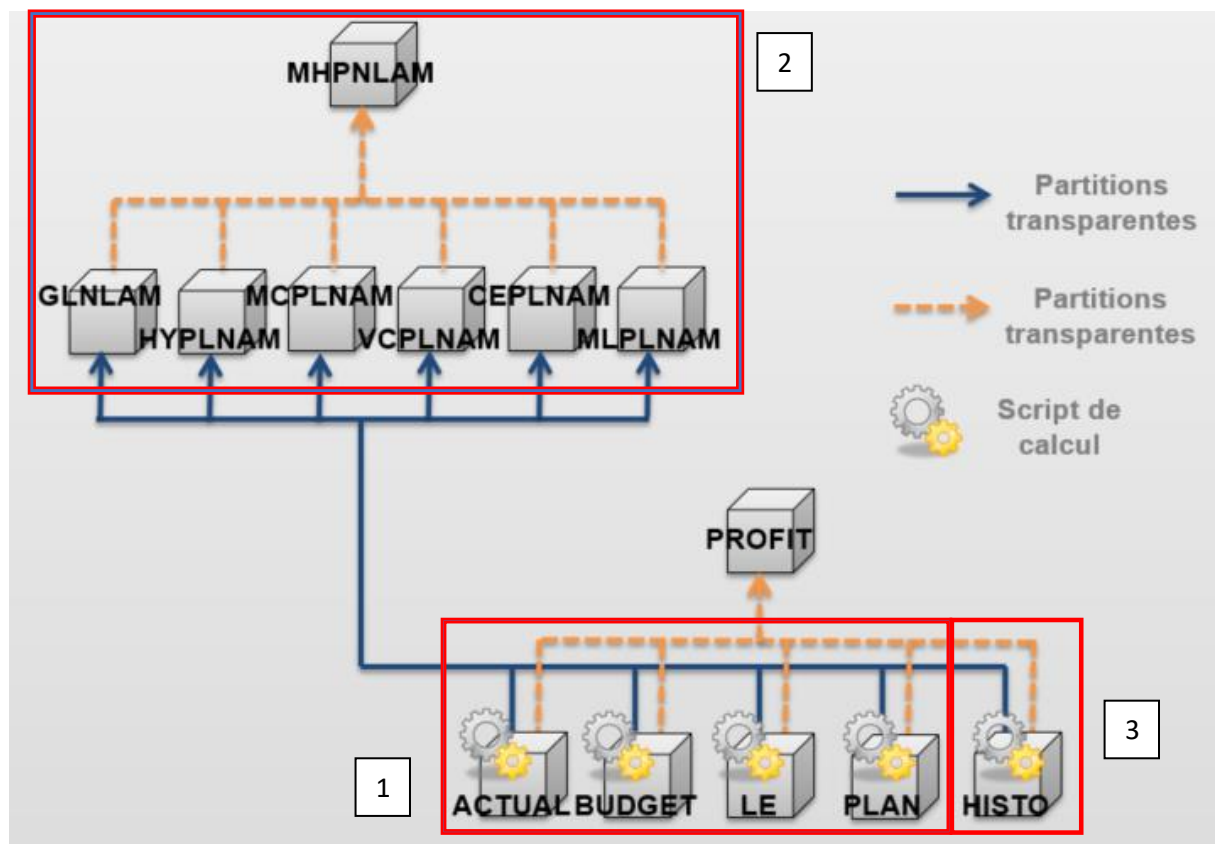 MHPNLAM
2
Partitions
transparentes
GLNLAM
MCPLNAM
CEPLNAM
HYPLNAM
VCPLNAM
MLPLNAM
Partitions
transparentes
Script de
calcul
PROFIT
3
1
ACTUAL
BUDGET
LE
PLAN
HISTO